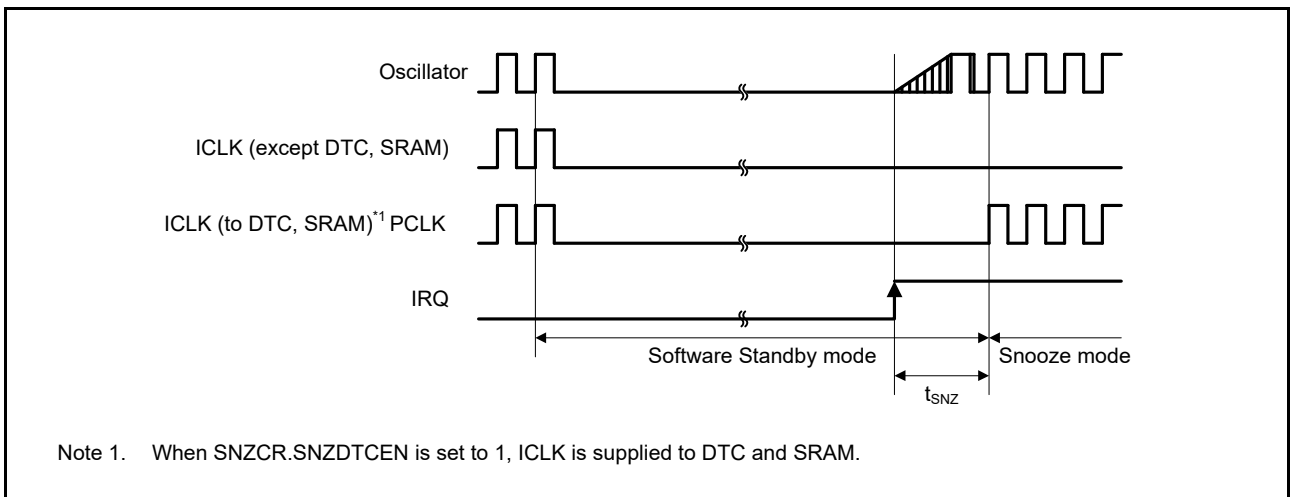 Oscillator
ICLK (except DTC, SRAM)
ICLK (to DTC, SRAM)*1 PCLK
IRQ
Software Standby mode
Snooze mode
tSNZ
Note 1. When SNZCR.SNZDTCEN is set to 1, ICLK is supplied to DTC and SRAM.